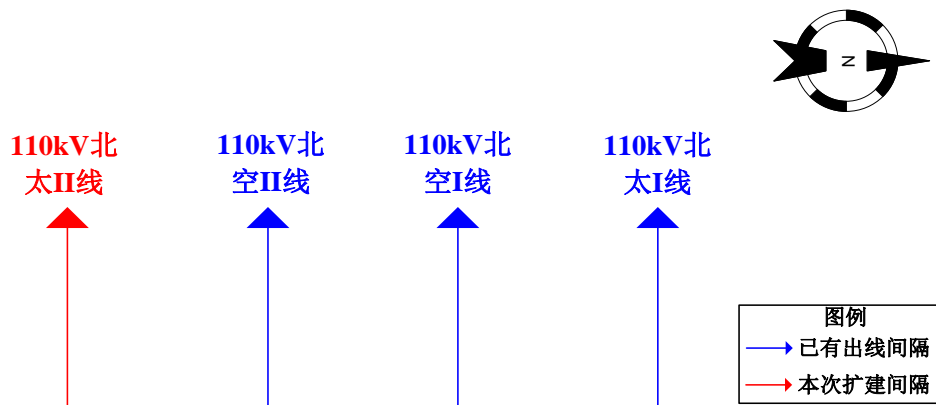 N
110kV北
太II线
110kV北
空II线
110kV北
空I线
110kV北
太I线
图例
已有出线间隔
本次扩建间隔